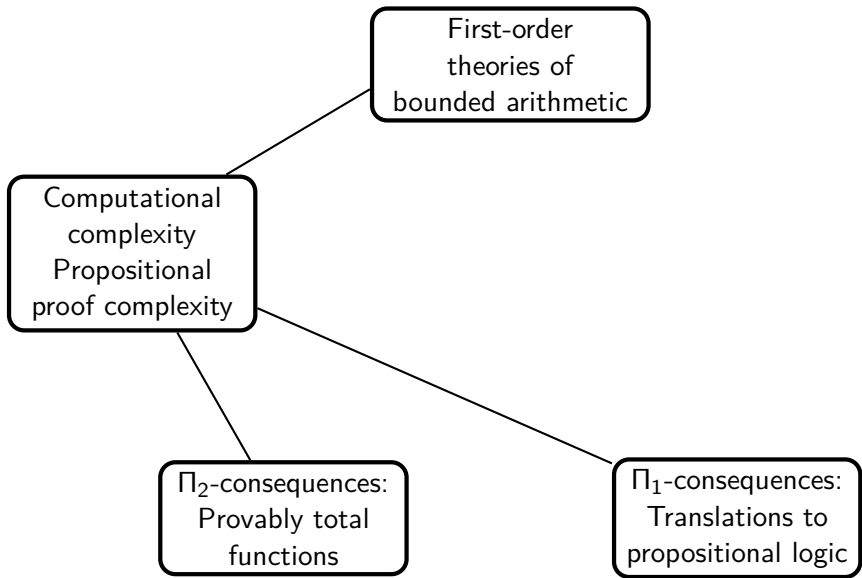 First-order
theories of
bounded arithmetic
Computational
complexity
Propositional
proof complexity
Π₂-consequences:
Provably total
functions
Π₁-consequences:
Translations to
propositional logic